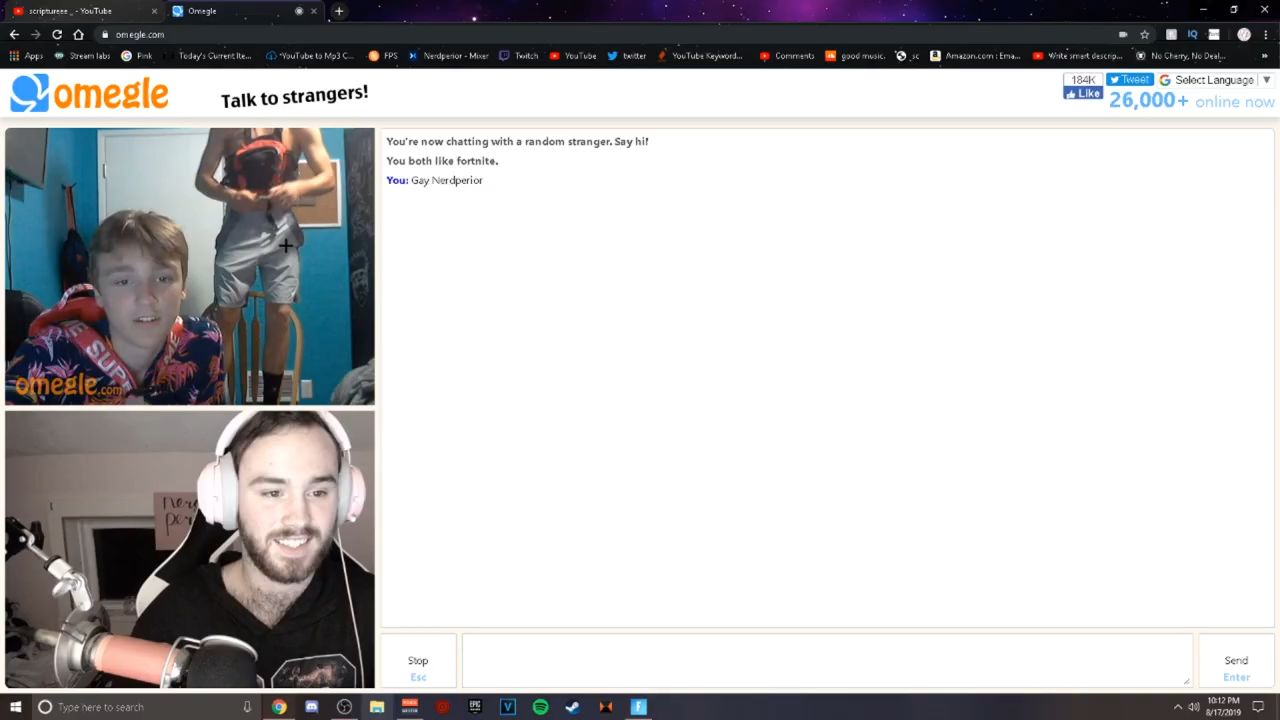 scriptureee _ - YouTube
Omegle
omegle.com
Apps
Stream labs
Pink
Today's Current Ite...
YouTube to Mp3 C...
FPS
Nerdperior - Mixer
Twitch
YouTube
twitter
YouTube Keyword...
Comments
good music.
sc
Amazon.com : Ema...
Write smart descrip...
No Cherry, No Deal...
omegle
Talk to strangers!
184K
Like
Tweet
Select Language
26,000+ online now
You're now chatting with a random stranger. Say hi!
You both like fortnite.
You: Gay Nerdperior
omegle.com
Stop
Esc
Send
Enter
Type here to search
10:12 PM
8/17/2019